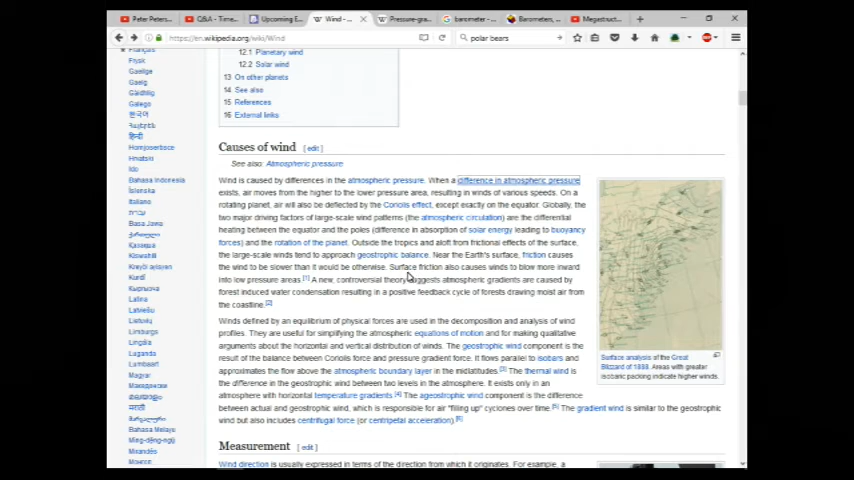 Peter Peters...
Q&A - Time...
Upcoming E...
Wind - ...
Pressure-gra...
barometer - ...
Barometers, ...
Megastruct...
https://en.wikipedia.org/wiki/Wind
polar bears
Français
Frysk
Gaeilge
Gaelg
Gàidhlig
Galego
한국어
Հայերեն
हिन्दी
Hornjoserbsce
Hrvatski
Ido
Bahasa Indonesia
Íslenska
Italiano
עברית
Basa Jawa
ქართული
Қазақша
Kiswahili
Kreyòl ayisyen
Kurdî
Кыргызча
Latina
Latviešu
Lietuvių
Limburgs
Lingála
Luganda
Lumbaart
Magyar
Македонски
മലയാളം
मराठी
მარგალური
Bahasa Melayu
Mìng-dĕ̤ng-ngṳ̄
Mirandés
12.1 Planetary wind
12.2 Solar wind
13 On other planets
14 See also
15 References
16 External links
Causes of wind [ edit ]
See also: Atmospheric pressure
Wind is caused by differences in the atmospheric pressure. When a difference in atmospheric pressure
exists, air moves from the higher to the lower pressure area, resulting in winds of various speeds. On a
rotating planet, air will also be deflected by the Coriolis effect, except exactly on the equator. Globally, the
two major driving factors of large-scale wind patterns (the atmospheric circulation) are the differential
heating between the equator and the poles (difference in absorption of solar energy leading to buoyancy
forces) and the rotation of the planet. Outside the tropics and aloft from frictional effects of the surface,
the large-scale winds tend to approach geostrophic balance. Near the Earth's surface, friction causes
the wind to be slower than it would be otherwise. Surface friction also causes winds to blow more inward
into low pressure areas.[1] A new, controversial theory suggests atmospheric gradients are caused by
forest induced water condensation resulting in a positive feedback cycle of forests drawing moist air from
the coastline.[2]
Surface analysis of the Great
Blizzard of 1888. Areas with greater
isobaric packing indicate higher winds.
Winds defined by an equilibrium of physical forces are used in the decomposition and analysis of wind
profiles. They are useful for simplifying the atmospheric equations of motion and for making qualitative
arguments about the horizontal and vertical distribution of winds. The geostrophic wind component is the
result of the balance between Coriolis force and pressure gradient force. It flows parallel to isobars and
approximates the flow above the atmospheric boundary layer in the midlatitudes.[3] The thermal wind is
the difference in the geostrophic wind between two levels in the atmosphere. It exists only in an
atmosphere with horizontal temperature gradients.[4] The ageostrophic wind component is the difference
between actual and geostrophic wind, which is responsible for air "filling up" cyclones over time.[5] The gradient wind is similar to the geostrophic
wind but also includes centrifugal force (or centripetal acceleration).[6]
Measurement [ edit ]
Wind direction is usually expressed in terms of the direction from which it originates. For example, a